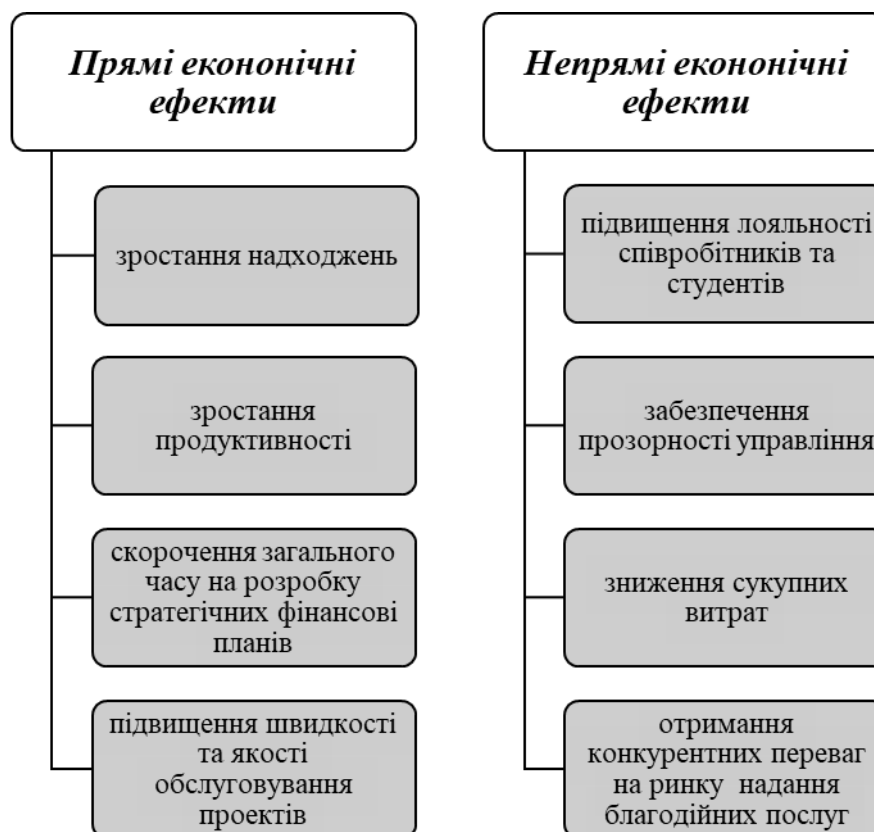 Прямі екононічні
ефекти
зростання надходжень
зростання
продуктивності
скорочення загального
часу на розробку
стратегічних фінансові
планів
підвищення швидкості
та якості
обслуговування
проектів
Непрямі екононічні
ефекти
підвищення лояльності
співробітників та
студентів
забезпечення
прозорності управління
зниження сукупних
витрат
отримання
конкурентних переваг
на ринку надання
благодійних послуг